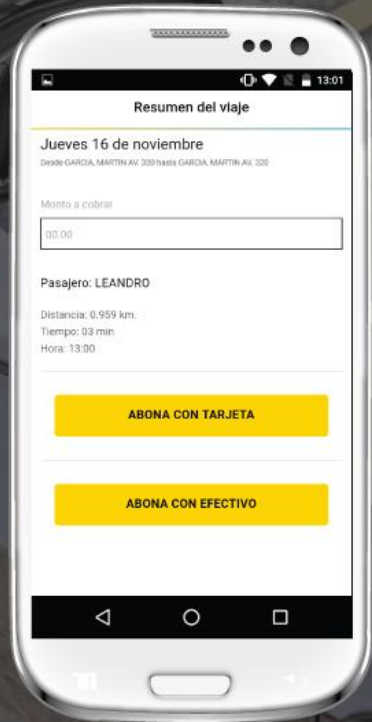 13:01
Resumen del viaje
Jueves 16 de noviembre
Desde GARCIA, MARTIN AV. 320 hasta GARCIA, MARTIN AV. 320
Monto a cobrar
00.00
Pasajero: LEANDRO
Distancia: 0.959 km.
Tiempo: 03 min
Hora: 13:00
ABONA CON TARJETA
ABONA CON EFECTIVO